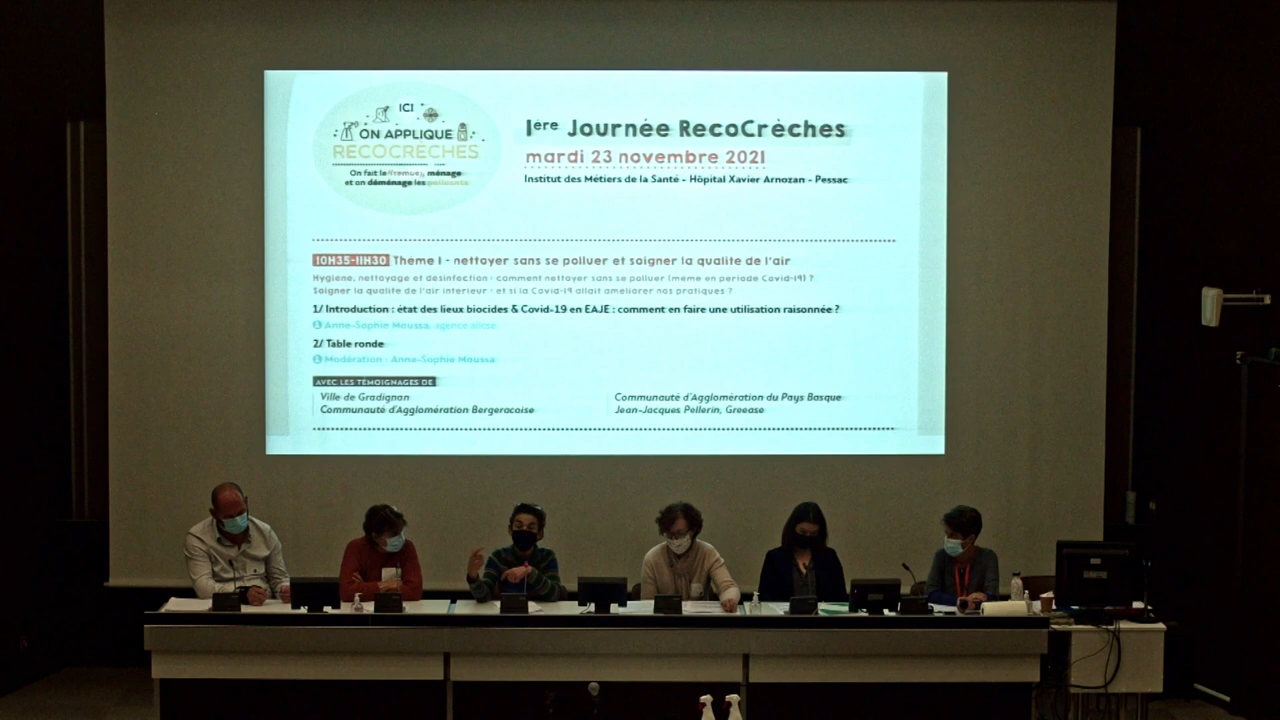 ICI
ON APPLIQUE
RECOCRÈCHES
On fait le ménage
et on déménage les polluants
1ère Journée RecoCrèches
mardi 23 novembre 2021
Institut des Métiers de la Santé - Hôpital Xavier Arnozan - Pessac
10H35-11H30 Theme 1 - nettoyer sans se polluer et soigner la qualite de l'air
Hygiene, nettoyage et desinfection : comment nettoyer sans se polluer (meme en periode Covid-19) ?
Soigner la qualite de l'air interieur : et si la Covid-19 allait ameliorer nos pratiques ?
1/ Introduction : état des lieux biocides & Covid-19 en EAJE : comment en faire une utilisation raisonnée ?
Anne-Sophie Moussa, agence
2/ Table ronde
Modération : Anne-Sophie Moussa
AVEC LES TÉMOIGNAGES DE
Ville de Gradignan
Communauté d'Agglomération Bergeracoise
Communauté d'Agglomération du Pays Basque
Jean-Jacques Pellerin, Greease